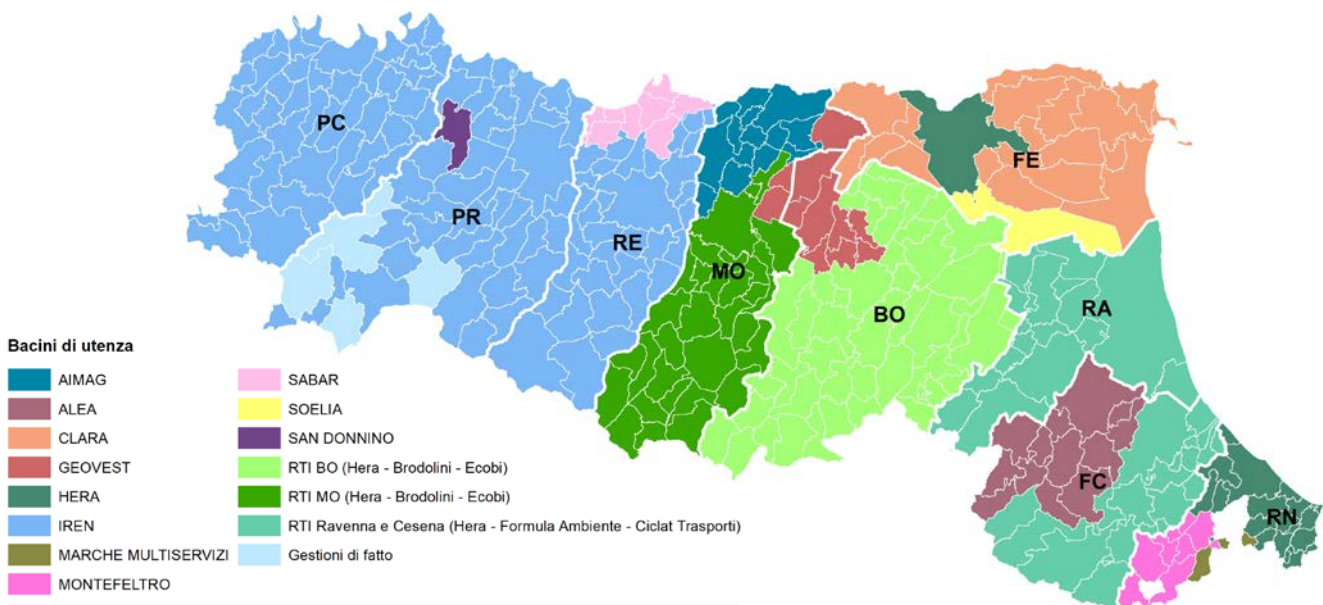 PC
FE
PR
RE
MO
BO
RA
FC
RN
Bacini di utenza
AIMAG
ALEA
CLARA
GEOVEST
HERA
IREN
MARCHE MULTISERVIZI
MONTEFELTRO
SABAR
SOELIA
SAN DONNINO
RTI BO (Hera - Brodolini - Ecobi)
RTI MO (Hera - Brodolini - Ecobi)
RTI Ravenna e Cesena (Hera - Formula Ambiente - Ciclat Trasporti)
Gestioni di fatto